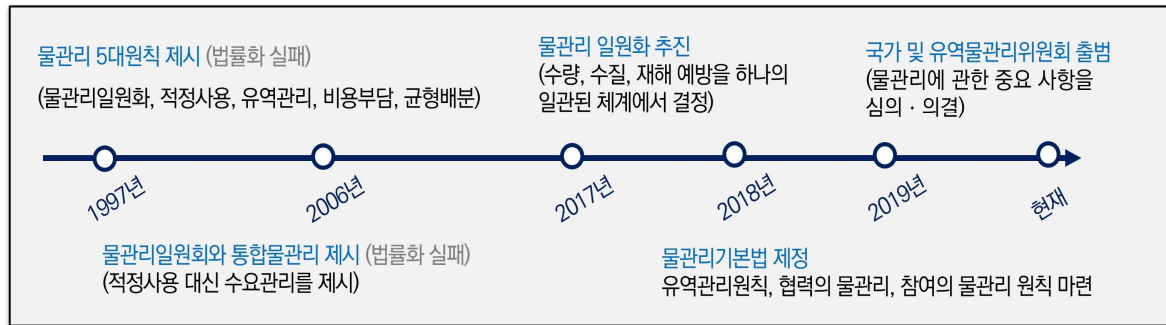 물관리 5대원칙 제시 (법률화 실패)
(물관리일원화, 적정사용, 유역관리, 비용부담, 균형배분)
물관리 일원화 추진
(수량, 수질, 재해 예방을 하나의
일관된 체계에서 결정)
국가 및 유역물관리위원회 출범
(물관리에 관한 중요 사항을
심의 · 의결)
1997년
2006년
2017년
2018년
2019년
현재
물관리일원회와 통합물관리 제시 (법률화 실패)
(적정사용 대신 수요관리를 제시)
물관리기본법 제정
유역관리원칙, 협력의 물관리, 참여의 물관리 원칙 마련